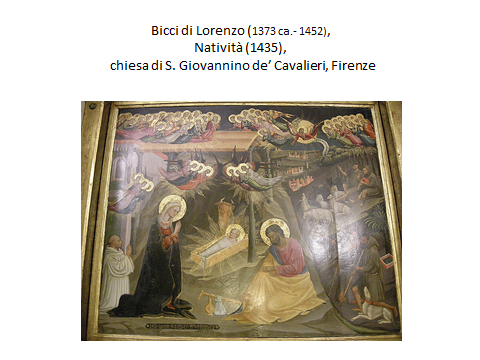 Bicci di Lorenzo (1373 ca.- 1452),
Natività (1435),
chiesa di S. Giovannino de’ Cavalieri, Firenze